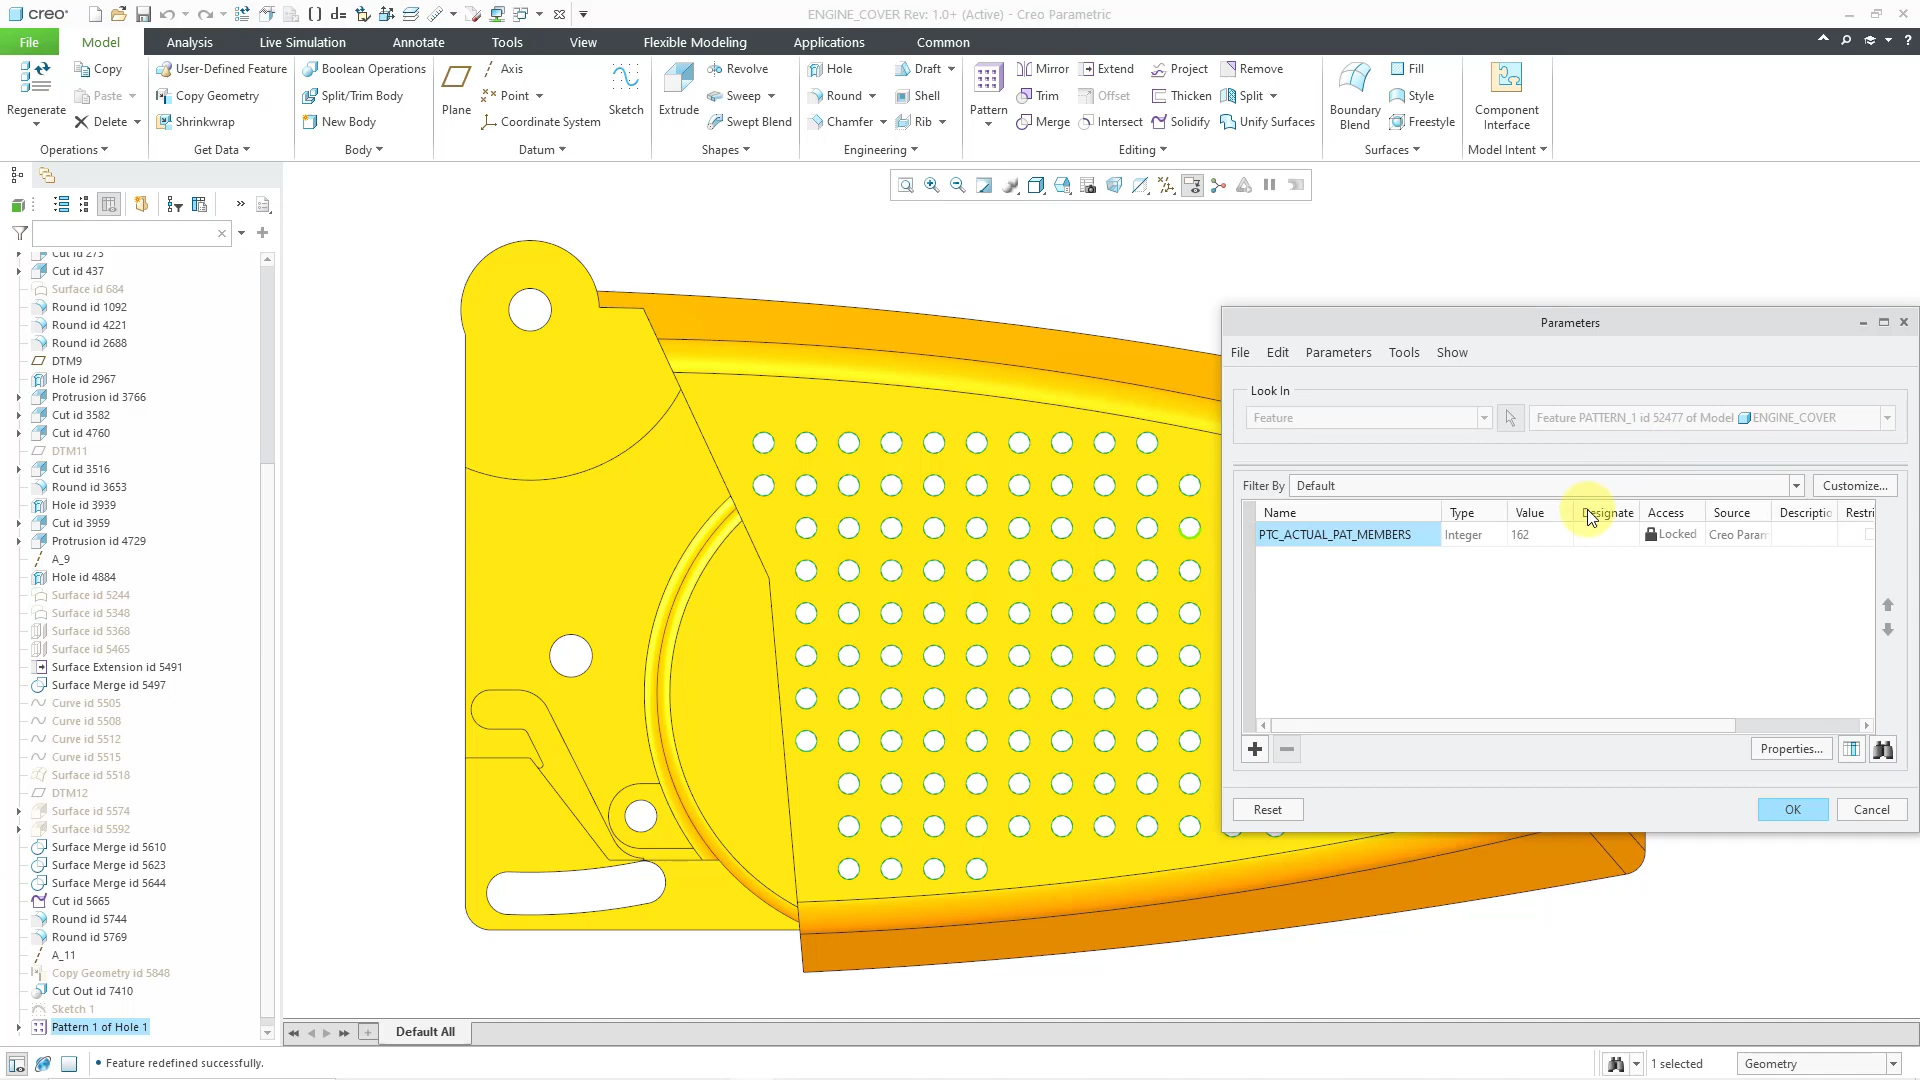 creo
ENGINE_COVER Rev: 1.0+ (Active) - Creo Parametric
File Model Analysis Live Simulation Annotate Tools View Flexible Modeling Applications Common
Regenerate Copy Paste Delete
Operations
User-Defined Feature
Copy Geometry
Shrinkwrap
Get Data
Boolean Operations
Split/Trim Body
New Body
Body
Plane Axis Point Coordinate System Sketch
Datum
Extrude Revolve Sweep Swept Blend
Shapes
Hole Draft
Round Shell
Chamfer Rib
Engineering
Pattern Mirror Extend Project Remove
Trim Offset Thicken Split
Merge Intersect Solidify Unify Surfaces
Editing
Boundary Blend Fill Style Freestyle
Surfaces
Component Interface
Model Intent
Cut id 273
Cut id 437
Surface id 684
Round id 1092
Round id 4221
Round id 2688
DTM9
Hole id 2967
Protrusion id 3766
Cut id 3582
Cut id 4760
DTM11
Cut id 3516
Round id 3653
Hole id 3939
Cut id 3959
Protrusion id 4729
A_9
Hole id 4884
Surface id 5244
Surface id 5348
Surface id 5368
Surface id 5465
Surface Extension id 5491
Surface Merge id 5497
Curve id 5505
Curve id 5508
Curve id 5512
Curve id 5515
Surface id 5518
DTM12
Surface id 5574
Surface id 5592
Surface Merge id 5610
Surface Merge id 5623
Surface Merge id 5644
Cut id 5665
Round id 5744
Round id 5769
A_11
Copy Geometry id 5848
Cut Out id 7410
Sketch 1
Pattern 1 of Hole 1
Parameters
File Edit Parameters Tools Show
Look In
Feature Feature PATTERN_1 id 52477 of Model ENGINE_COVER
Filter By Default Customize...
Name Type Value Designate Access Source Descriptio Restri
PTC_ACTUAL_PAT_MEMBERS Integer 162 Locked Creo Param
Properties...
Reset OK Cancel
Default All
Feature redefined successfully.
1 selected
Geometry